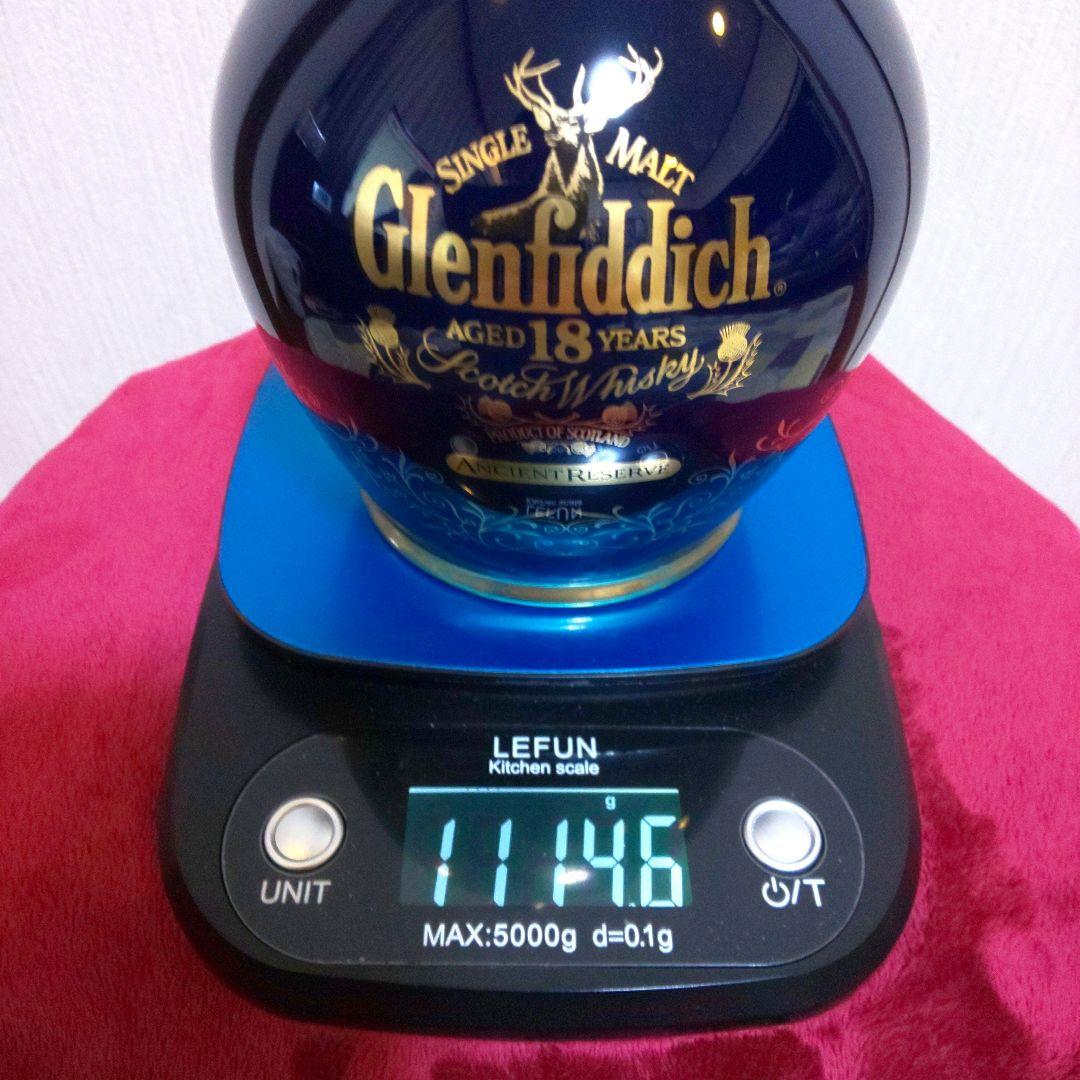 SINGLE MALT
Glenfiddich®
AGED 18 YEARS
Scotch Whisky
PRODUCT OF SCOTLAND
ANCIENT RESERVE
LEFUN
Kitchen scale
g
1114.6
UNIT
⏻/T
MAX:5000g d=0.1g